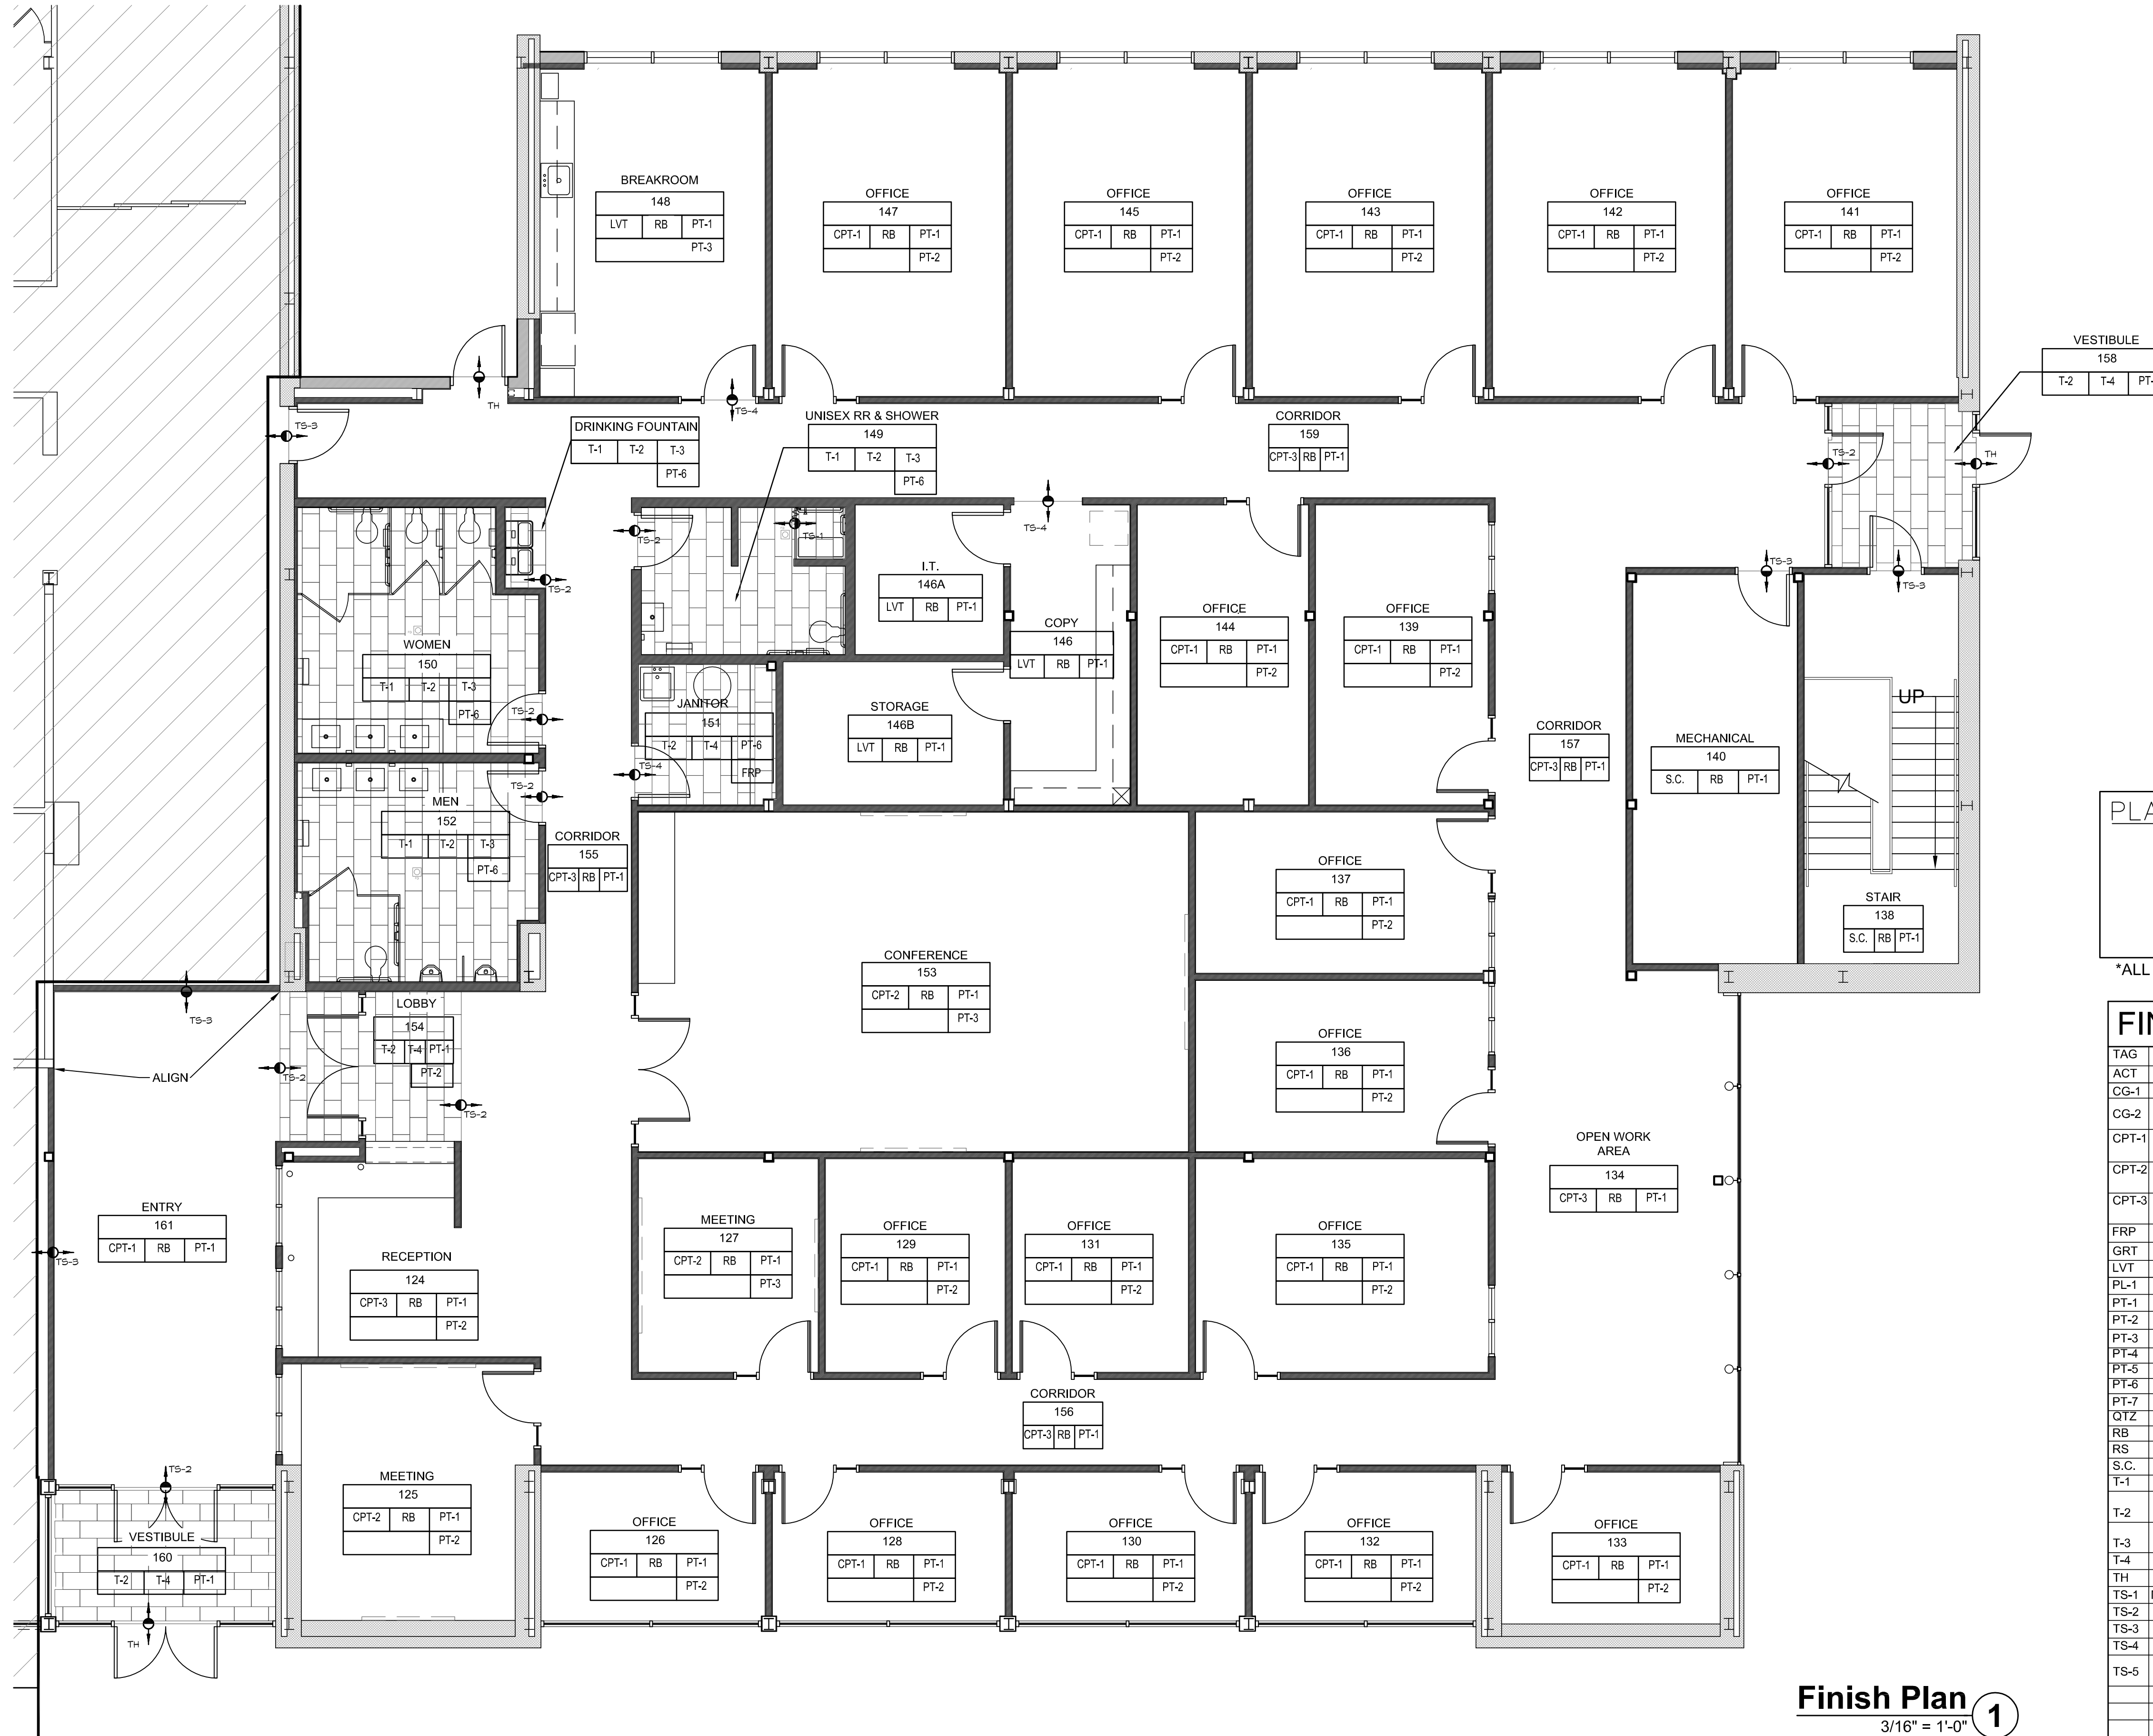 BREAKROOM
148
LVT RB PT-1
PT-3
OFFICE
147
CPT-1 RB PT-1
PT-2
OFFICE
145
CPT-1 RB PT-1
PT-2
OFFICE
143
CPT-1 RB PT-1
PT-2
OFFICE
142
CPT-1 RB PT-1
PT-2
OFFICE
141
CPT-1 RB PT-1
PT-2
VESTIBULE
158
T-2 T-4 PT-
TH
TS-4
TS-3
DRINKING FOUNTAIN
T-1 T-2 T-3
PT-6
UNISEX RR & SHOWER
149
T-1 T-2 T-3
PT-6
CORRIDOR
159
CPT-3 RB PT-1
TS-2
TH
TS-2
TS-1
TS-4
TS-2
TS-3
TS-3
I.T.
146A
LVT RB PT-1
COPY
146
LVT RB PT-1
OFFICE
144
CPT-1 RB PT-1
PT-2
OFFICE
139
CPT-1 RB PT-1
PT-2
WOMEN
150
T-1 T-2 T-3
PT-6
TS-2
JANITOR
151
T-2 T-4 PT-6
FRP
TS-4
STORAGE
146B
LVT RB PT-1
CORRIDOR
157
CPT-3 RB PT-1
MECHANICAL
140
S.C. RB PT-1
UP
STAIR
138
S.C. RB PT-1
MEN
152
T-1 T-2 T-3
PT-6
TS-2
CORRIDOR
155
CPT-3 RB PT-1
OFFICE
137
CPT-1 RB PT-1
PT-2
CONFERENCE
153
CPT-2 RB PT-1
PT-3
OFFICE
136
CPT-1 RB PT-1
PT-2
TS-3
LOBBY
154
T-2 T-4 PT-1
PT-2
ALIGN
TS-2
TS-2
OPEN WORK
AREA
134
CPT-3 RB PT-1
ENTRY
161
CPT-1 RB PT-1
TS-3
RECEPTION
124
CPT-3 RB PT-1
PT-2
MEETING
127
CPT-2 RB PT-1
PT-3
OFFICE
129
CPT-1 RB PT-1
PT-2
OFFICE
131
CPT-1 RB PT-1
PT-2
OFFICE
135
CPT-1 RB PT-1
PT-2
CORRIDOR
156
CPT-3 RB PT-1
TS-2
VESTIBULE
160
T-2 T-4 PT-1
TH
MEETING
125
CPT-2 RB PT-1
PT-2
OFFICE
126
CPT-1 RB PT-1
PT-2
OFFICE
128
CPT-1 RB PT-1
PT-2
OFFICE
130
CPT-1 RB PT-1
PT-2
OFFICE
132
CPT-1 RB PT-1
PT-2
OFFICE
133
CPT-1 RB PT-1
PT-2
PLA
*ALL
FIN
TAG
ACT
CG-1
CG-2
CPT-1
CPT-2
CPT-3
FRP
GRT
LVT
PL-1
PT-1
PT-2
PT-3
PT-4
PT-5
PT-6
PT-7
QTZ
RB
RS
S.C.
T-1
T-2
T-3
T-4
TH
TS-1
TS-2
TS-3
TS-4
TS-5
Finish Plan 1
3/16" = 1'-0"